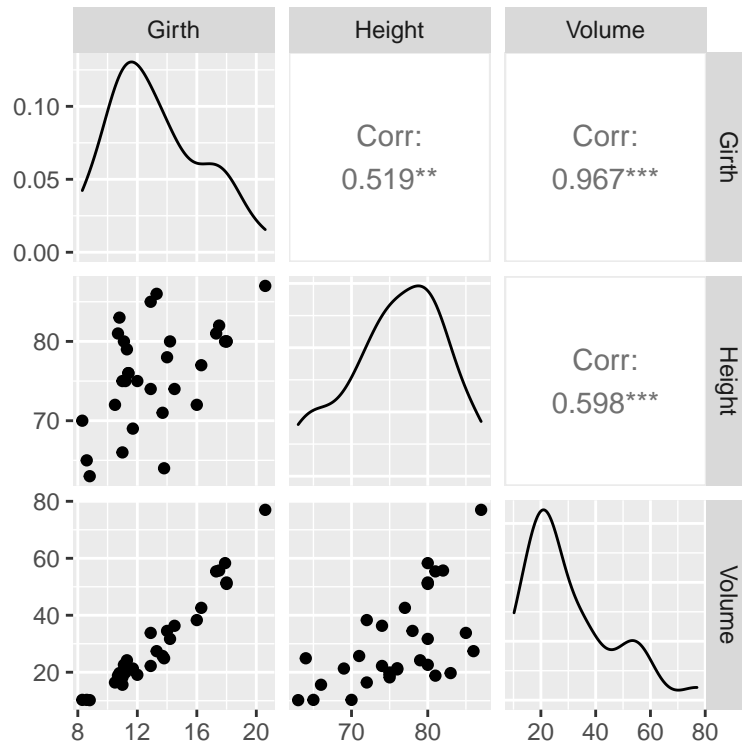 Girth Height Volume
0.10
0.05
0.00
Corr:
0.519**
Corr:
0.967***
Girth
80
70
Corr:
0.598***
Height
80
60
40
20
Volume
8 12 16 20 70 80 20 40 60 80